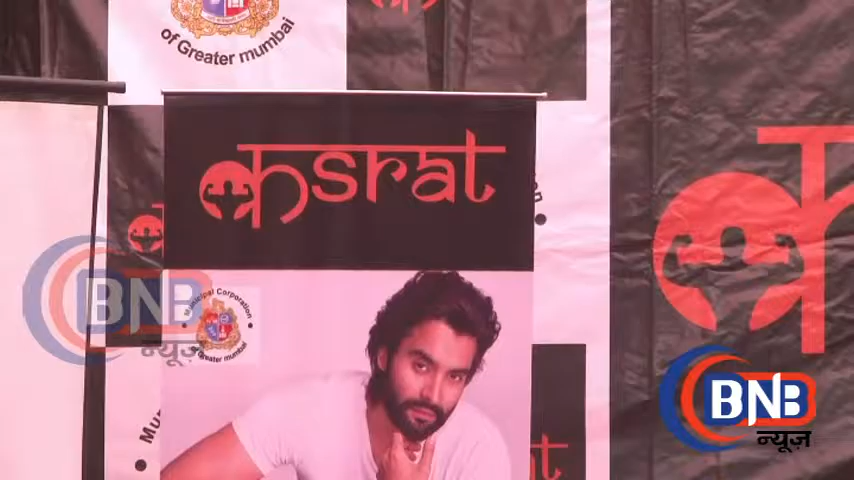 of Greater mumbai
कsrat
Municipal Corporation
of Greater mumbai
BNB
न्यूज़
BNB
न्यूज़